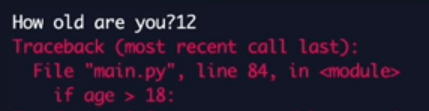 How old are you?12
Traceback (most recent call last):
File "main.py", line 84, in <module>
if age > 18: